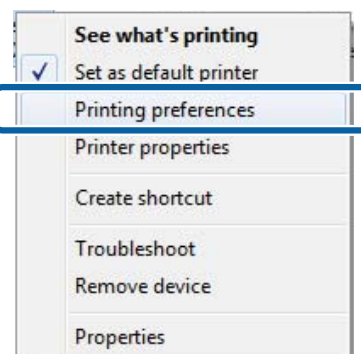 See what's printing
Set as default printer
Printing preferences
Printer properties
Create shortcut
Troubleshoot
Remove device
Properties